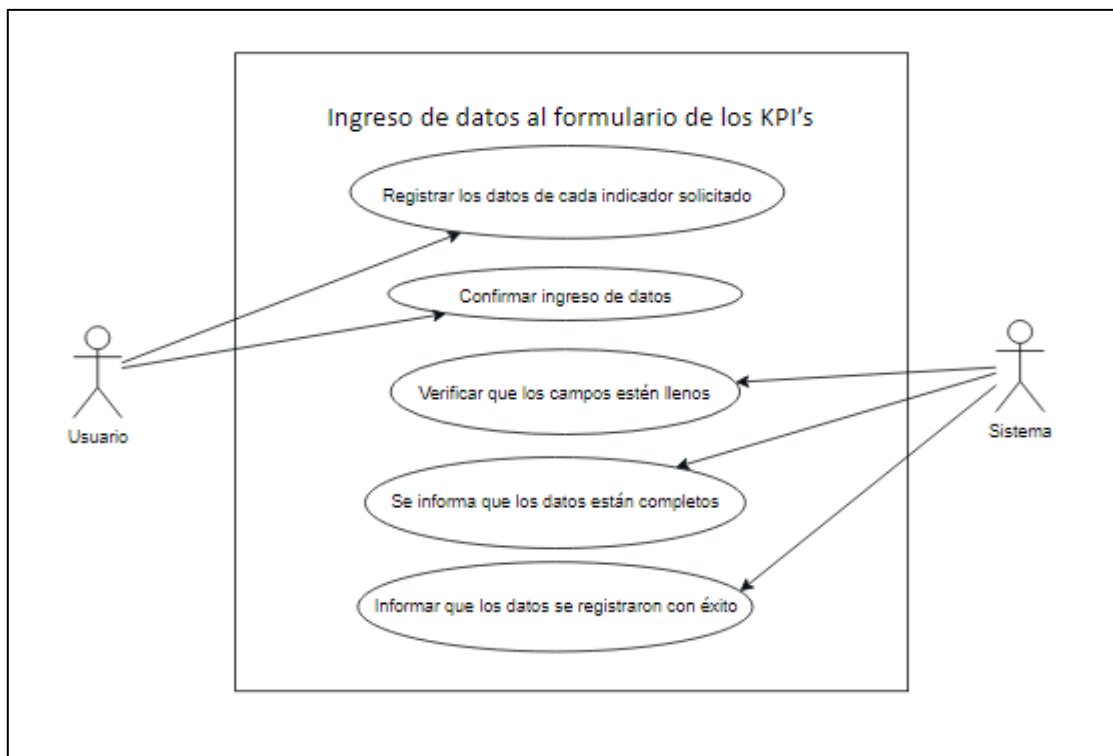 Ingreso de datos al formulario de los KPI's
Registrar los datos de cada indicador solicitado
Confirmar ingreso de datos
Verificar que los campos estén llenos
Usuario
Sistema
Se informa que los datos están completos
Informar que los datos se registraron con éxito